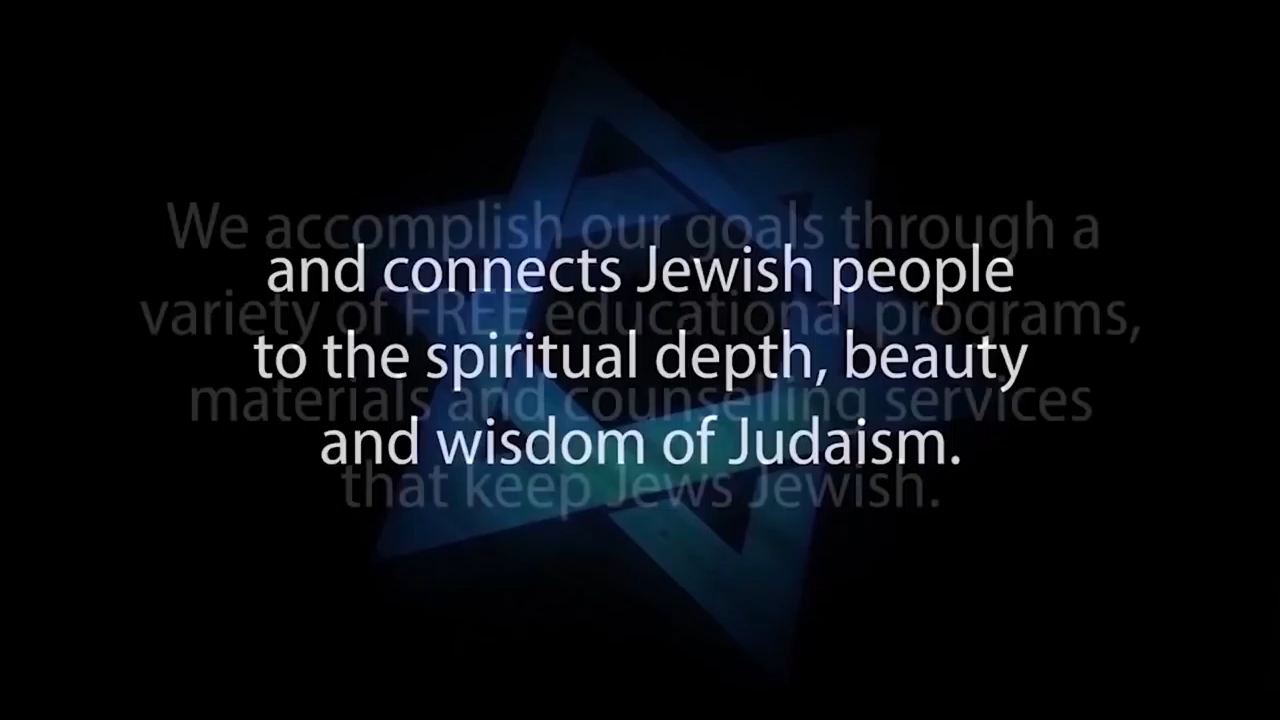 We accomplish our goals through a
and connects Jewish people
variety of FREE educational programs,
to the spiritual depth, beauty
materials and counselling services
and wisdom of Judaism.
that keep Jews Jewish.